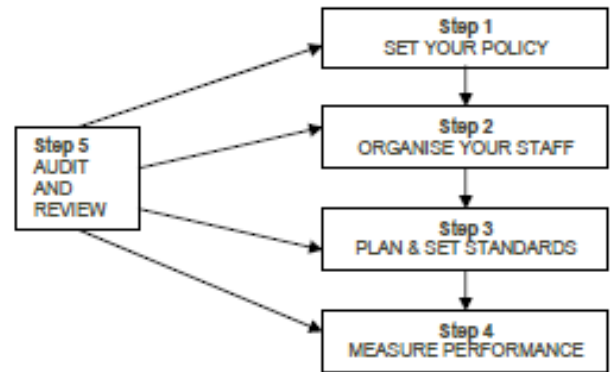 Step 1
SET YOUR POLICY
Step 2
ORGANISE YOUR STAFF
Step 3
PLAN & SET STANDARDS
Step 4
MEASURE PERFORMANCE
Step 5
AUDIT
AND
REVIEW